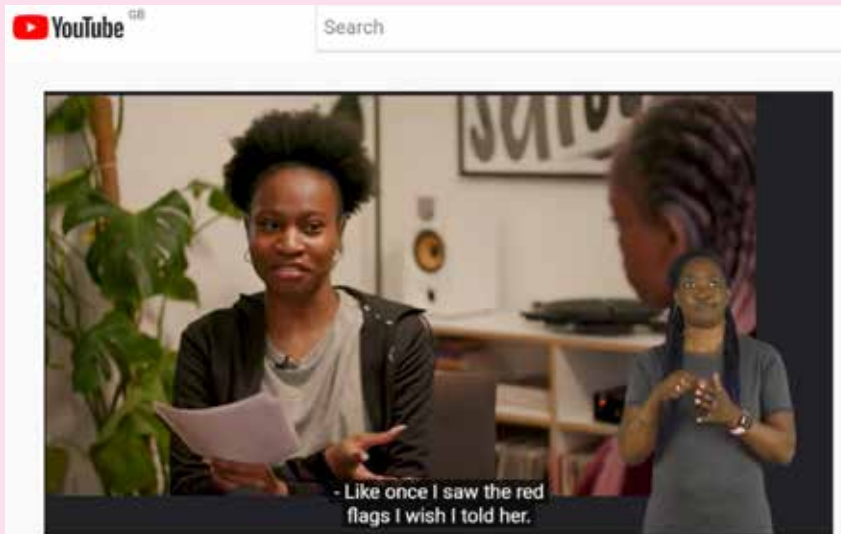 YouTube GB
Search
- Like once I saw the red
flags I wish I told her.